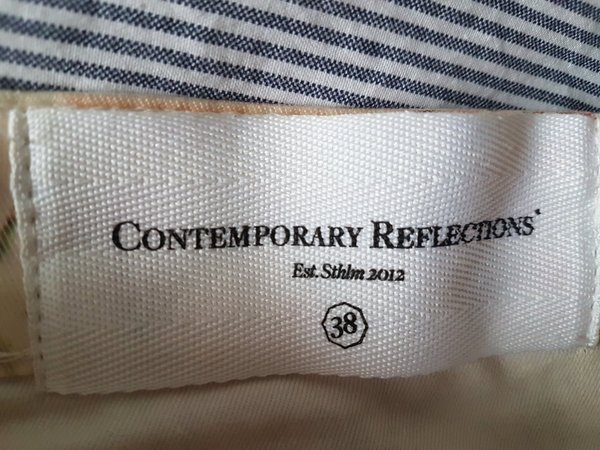 CONTEMPORARY REFLECTIONS*
Est. Sthlm 2012
38